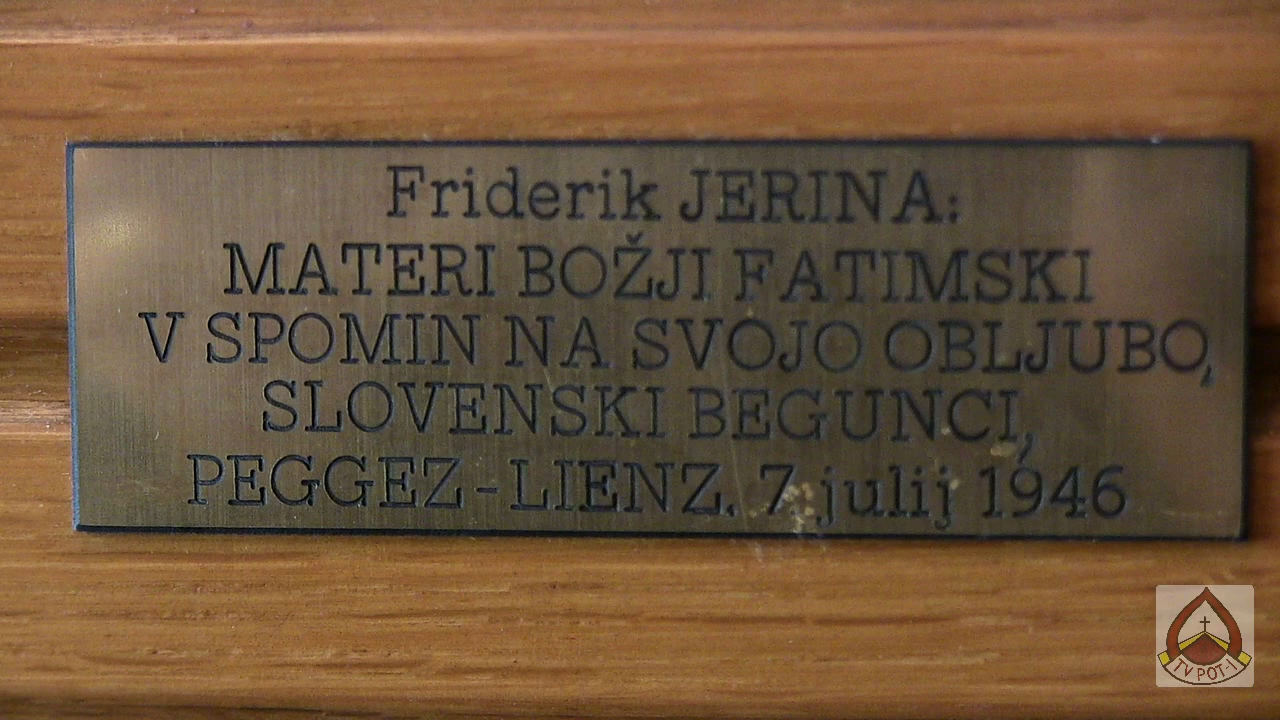 Friderik JERINA:
MATERI BOŽJI FATIMSKI
V SPOMIN NA SVOJO OBLJUBO,
SLOVENSKI BEGUNCI,
PEGGEZ-LIENZ. 7 julij 1946
TV POT-I